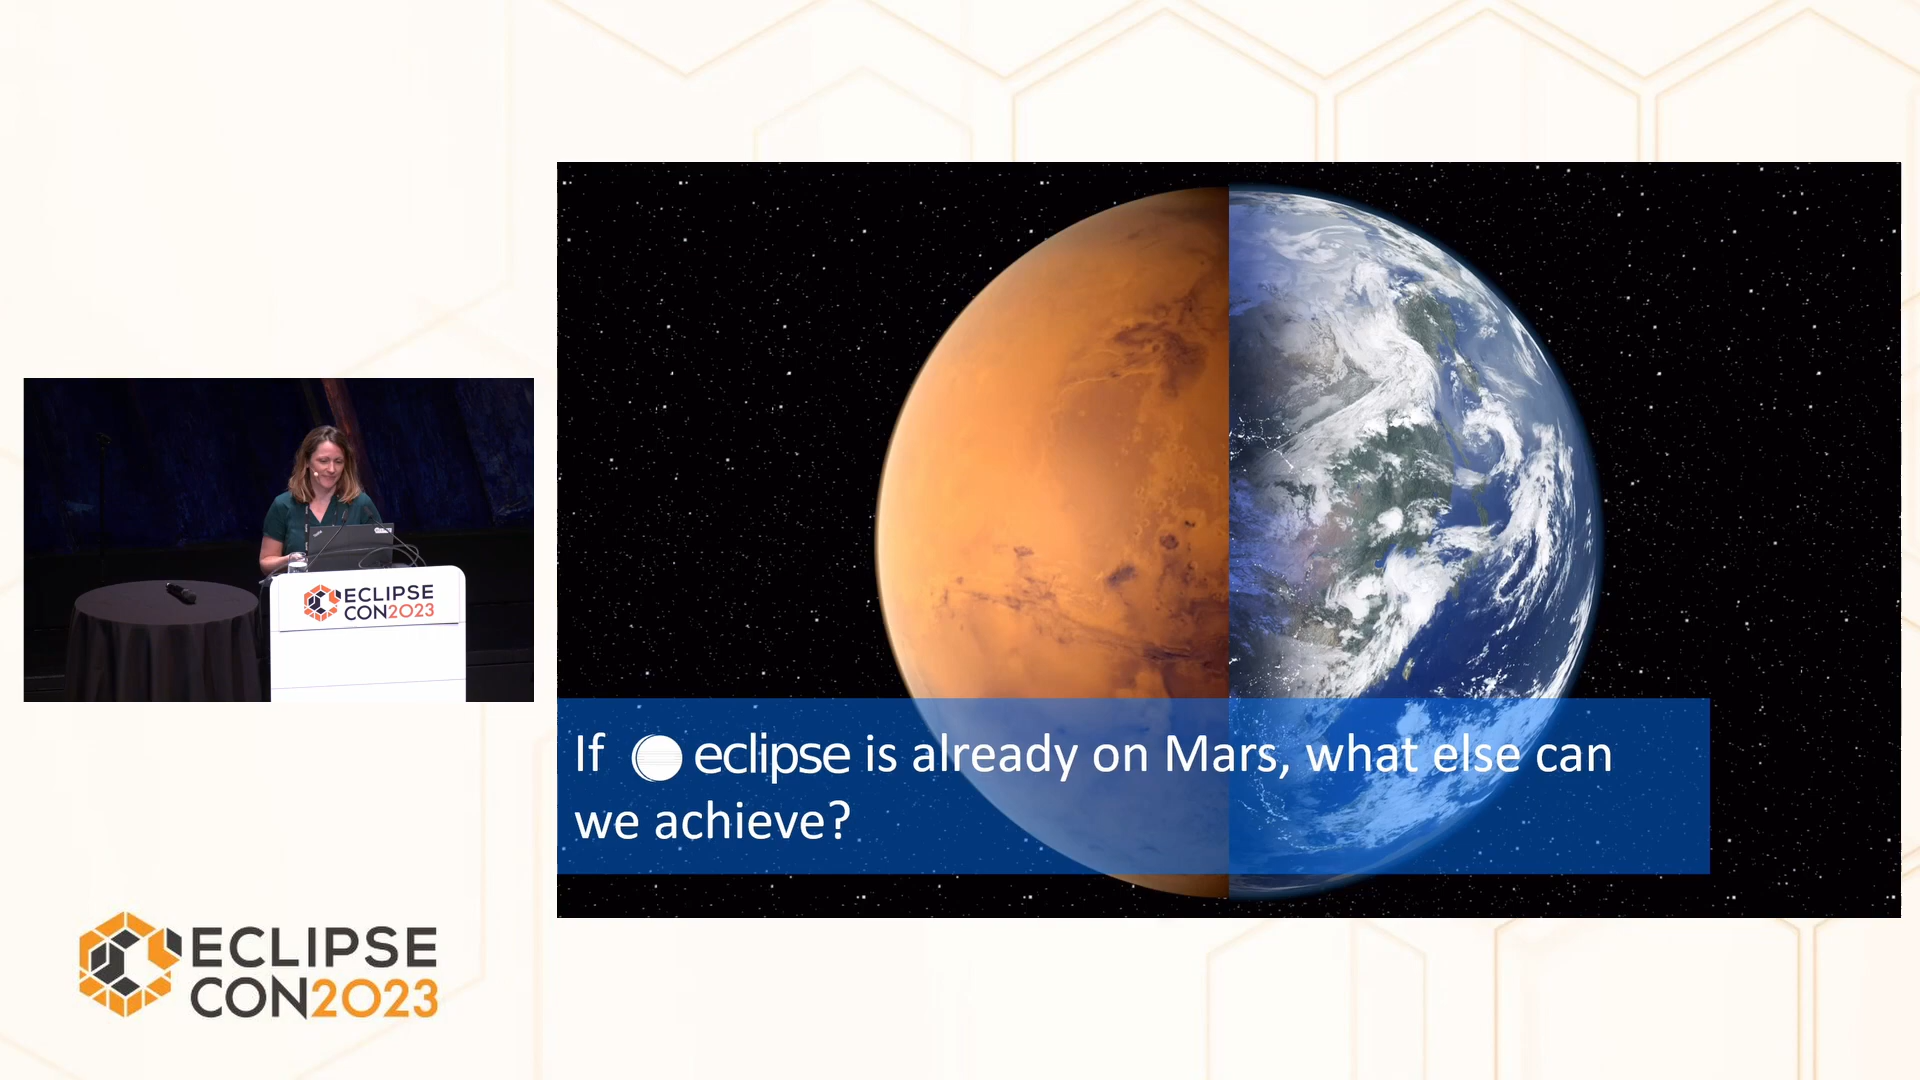 If eclipse is already on Mars, what else can
we achieve?
ECLIPSE
CON2023
ECLIPSE
CON2023